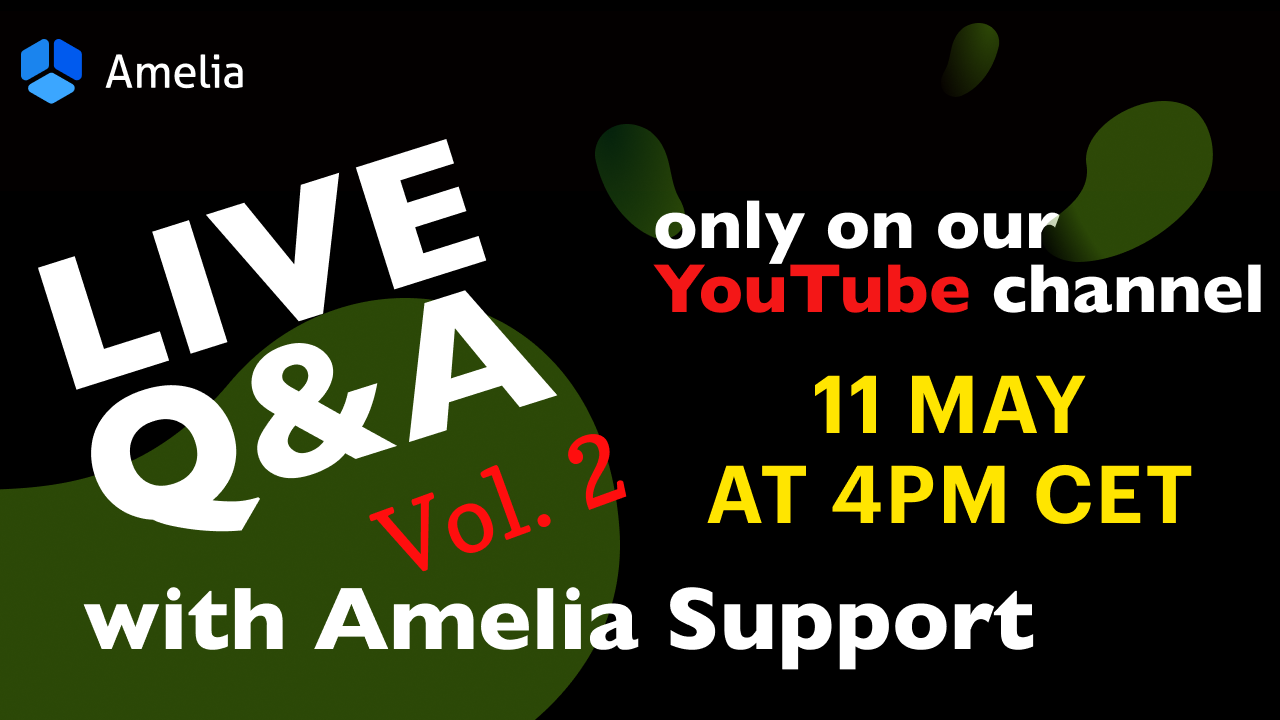 Amelia
LIVE
Q&A
Vol. 2
with Amelia Support
only on our
YouTube channel
11 MAY
AT 4PM CET